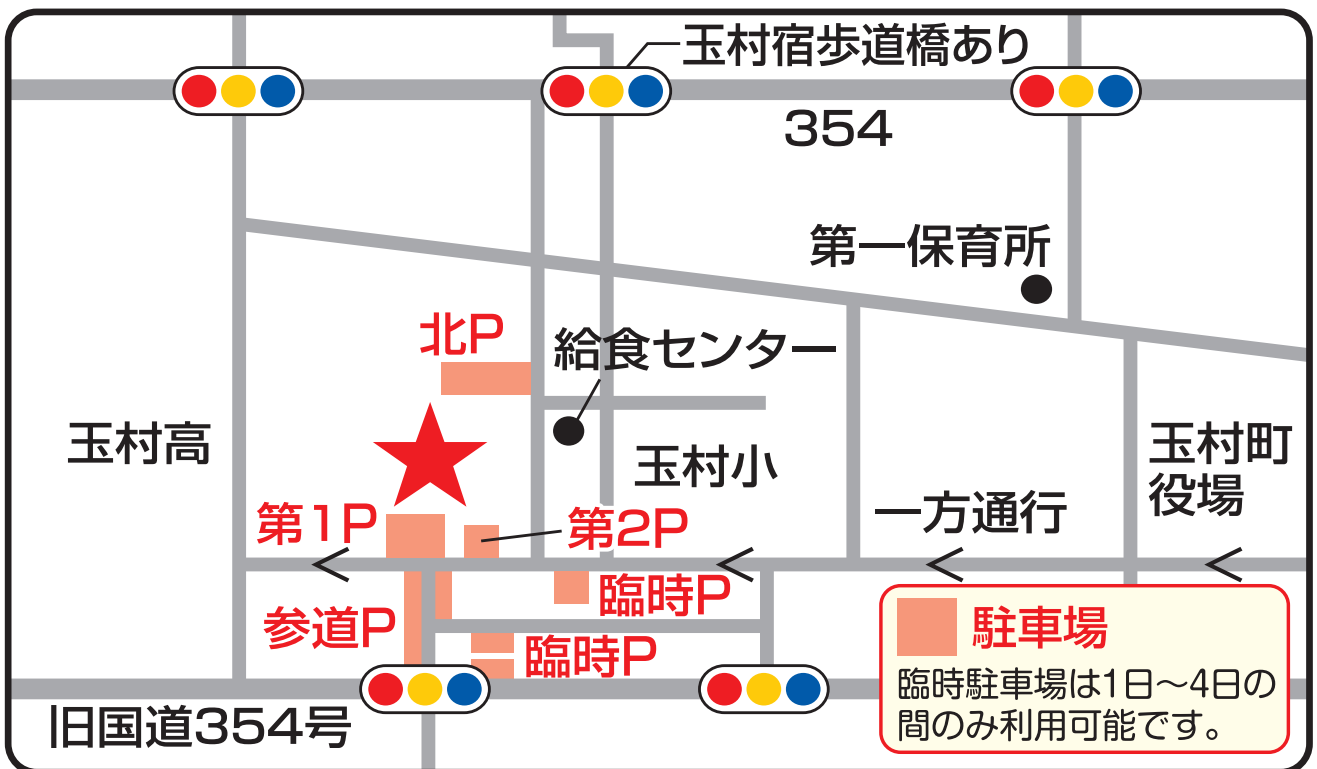 玉村宿歩道橋あり
354
第一保育所
北P
給食センター
玉村高
玉村小
玉村町
役場
一方通行
第1P
第2P
臨時P
参道P
臨時P
旧国道354号
駐車場
臨時駐車場は1日〜4日の
間のみ利用可能です。